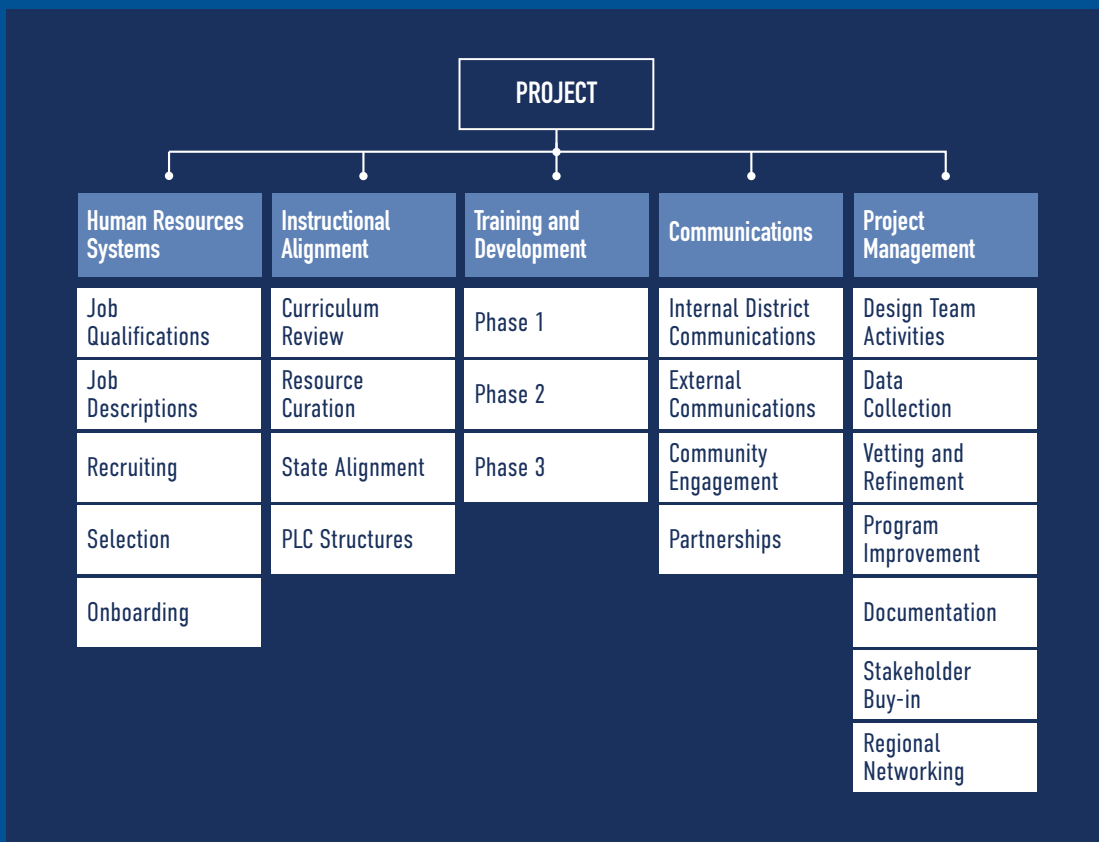 PROJECT
Human Resources
Systems
Job
Qualifications
Job
Descriptions
Recruiting
Selection
Onboarding
Instructional
Alignment
Curriculum
Review
Resource
Curation
State Alignment
PLC Structures
Training and
Development
Phase 1
Phase 2
Phase 3
Communications
Internal District
Communications
External
Communications
Community
Engagement
Partnerships
Project
Management
Design Team
Activities
Data
Collection
Vetting and
Refinement
Program
Improvement
Documentation
Stakeholder
Buy-in
Regional
Networking